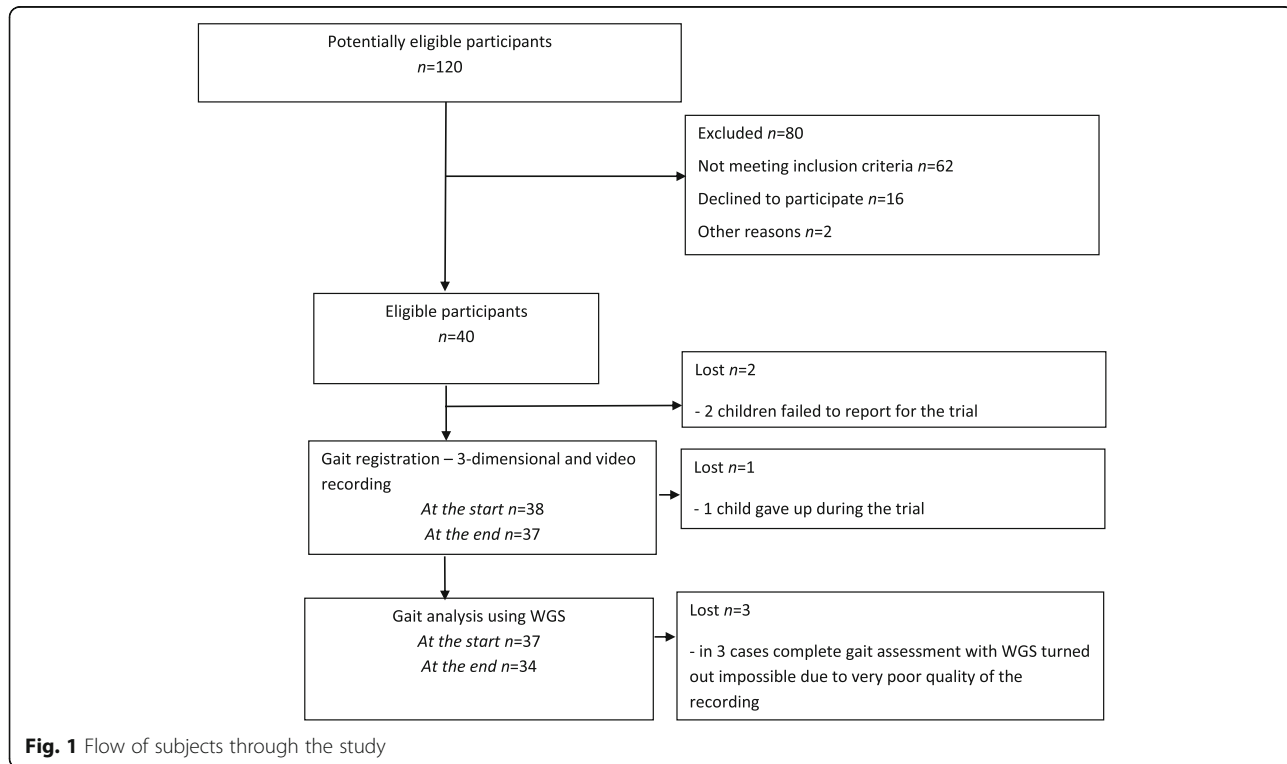 Potentially eligible participants
n=120
Excluded n=80
Not meeting inclusion criteria n=62
Declined to participate n=16
Other reasons n=2
Eligible participants
n=40
Lost n=2
- 2 children failed to report for the trial
Gait registration – 3-dimensional and video
recording
At the start n=38
At the end n=37
Lost n=1
- 1 child gave up during the trial
Gait analysis using WGS
At the start n=37
At the end n=34
Lost n=3
- in 3 cases complete gait assessment with WGS turned
out impossible due to very poor quality of the
recording
Fig. 1 Flow of subjects through the study